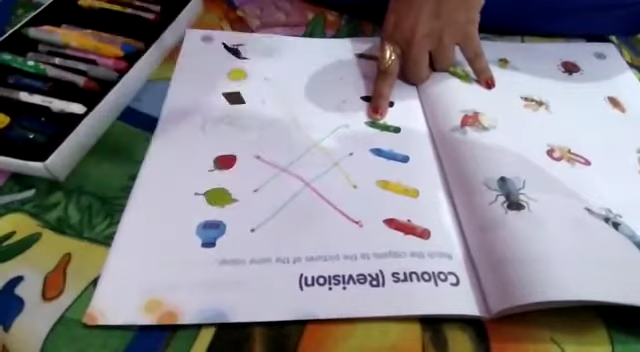 Colours (Revision)
Match the crayons to the pictures of the same colour.